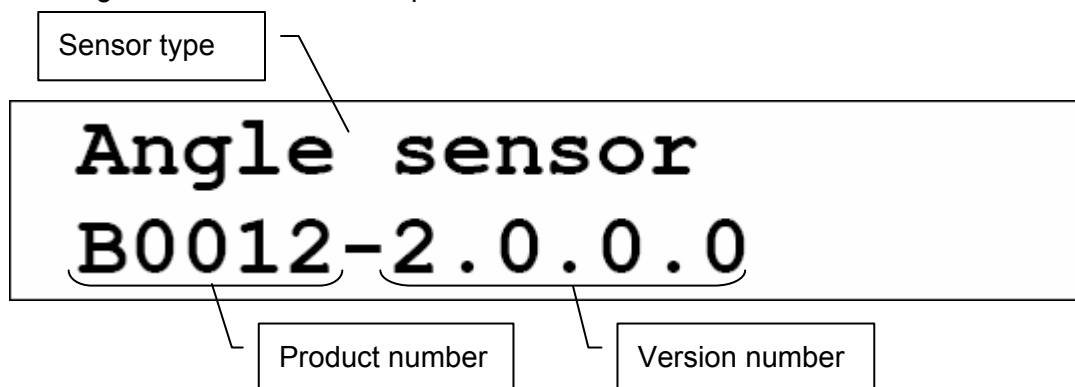 Sensor type
Angle sensor
B0012-2.0.0.0
Product number
Version number